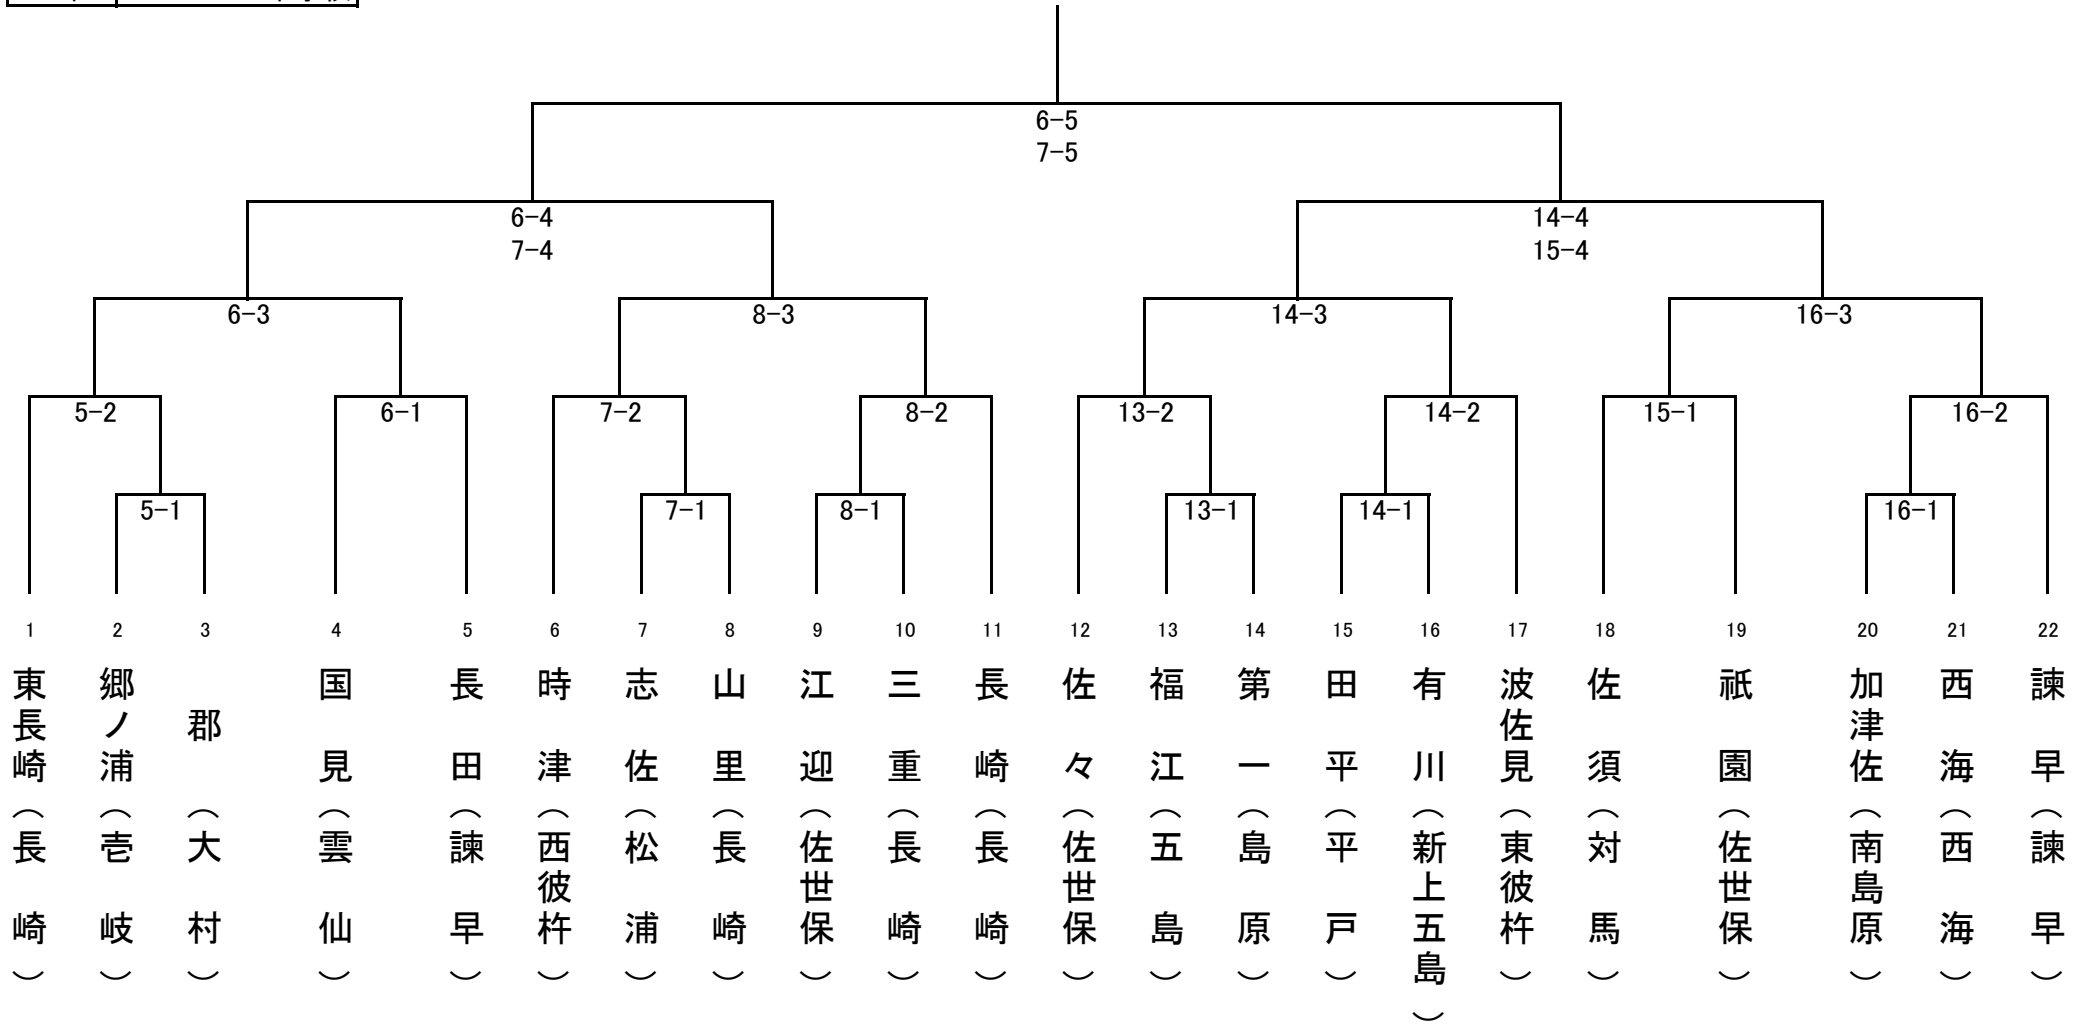 6-5
7-5
6-4
7-4
14-4
15-4
6-3
8-3
14-3
16-3
5-2
6-1
7-2
8-2
13-2
14-2
15-1
16-2
5-1
7-1
8-1
13-1
14-1
16-1
1 東長崎(長崎)
2 郷ノ浦(壱岐)
3 郡(大村)
4 国見(雲仙)
5 長田(諫早)
6 時津(西彼杵)
7 志佐(松浦)
8 山里(長崎)
9 江迎(佐世保)
10 三重(長崎)
11 長崎(長崎)
12 佐々(佐世保)
13 福江(五島)
14 第一(島原)
15 田平(平戸)
16 有川(新上五島)
17 波佐見(東彼杵)
18 佐須(対馬)
19 祇園(佐世保)
20 加津佐(南島原)
21 西海(西海)
22 諫早(諫早)